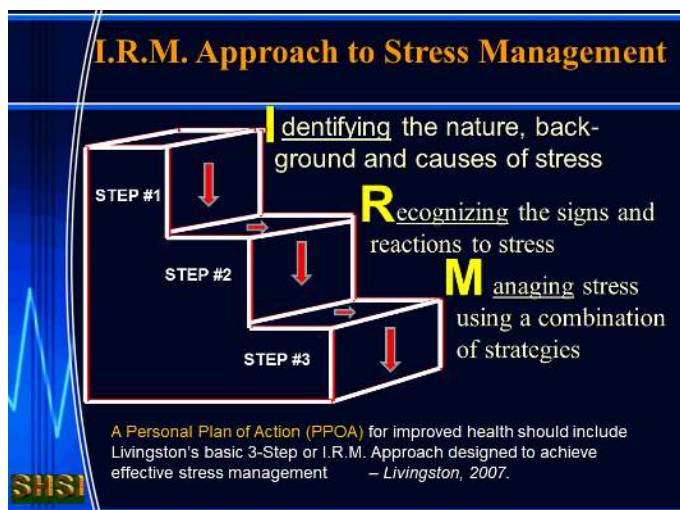 I.R.M. Approach to Stress Management
Identifying the nature, back-
ground and causes of stress
STEP #1
Recognizing the signs and
reactions to stress
STEP #2
Managing stress
using a combination
of strategies
STEP #3
A Personal Plan of Action (PPOA) for improved health should include
Livingston's basic 3-Step or I.R.M. Approach designed to achieve
effective stress management – Livingston, 2007.
SHSI